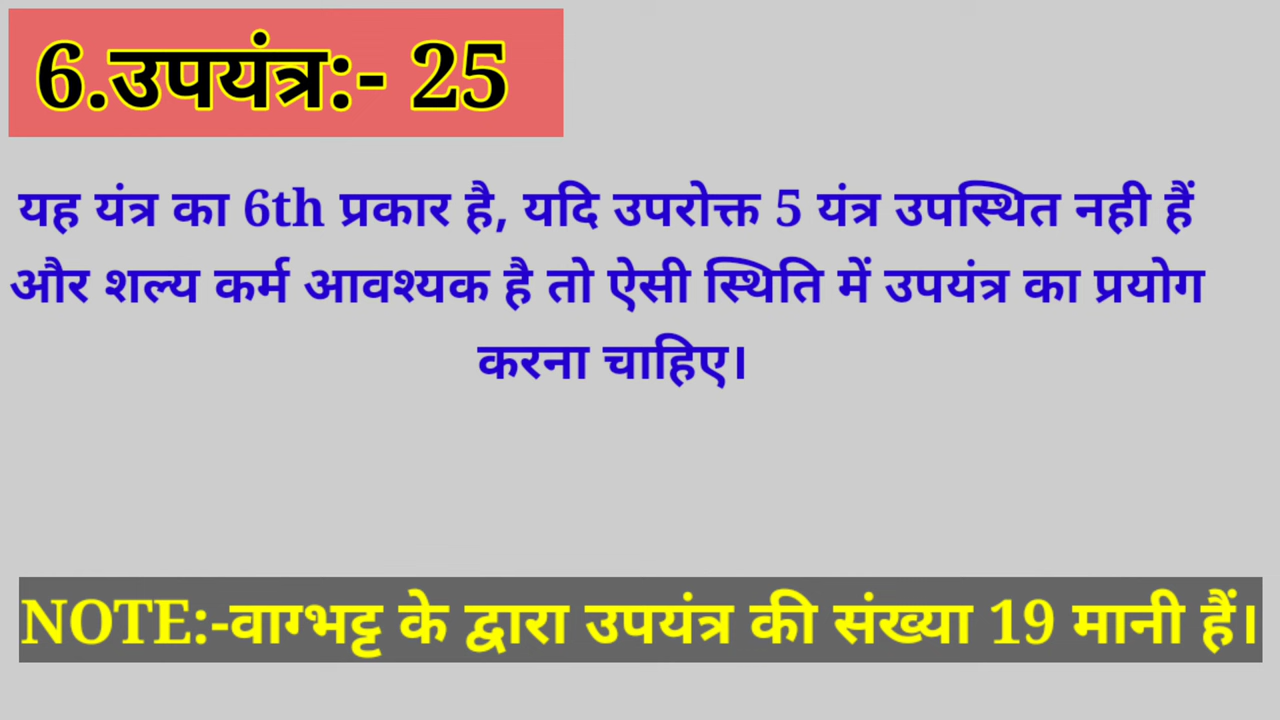 6.उपयंत्र:- 25
यह यंत्र का 6th प्रकार है, यदि उपरोक्त 5 यंत्र उपस्थित नही हैं
और शल्य कर्म आवश्यक है तो ऐसी स्थिति में उपयंत्र का प्रयोग
करना चाहिए।
NOTE:-वाग्भट्ट के द्वारा उपयंत्र की संख्या 19 मानी हैं।